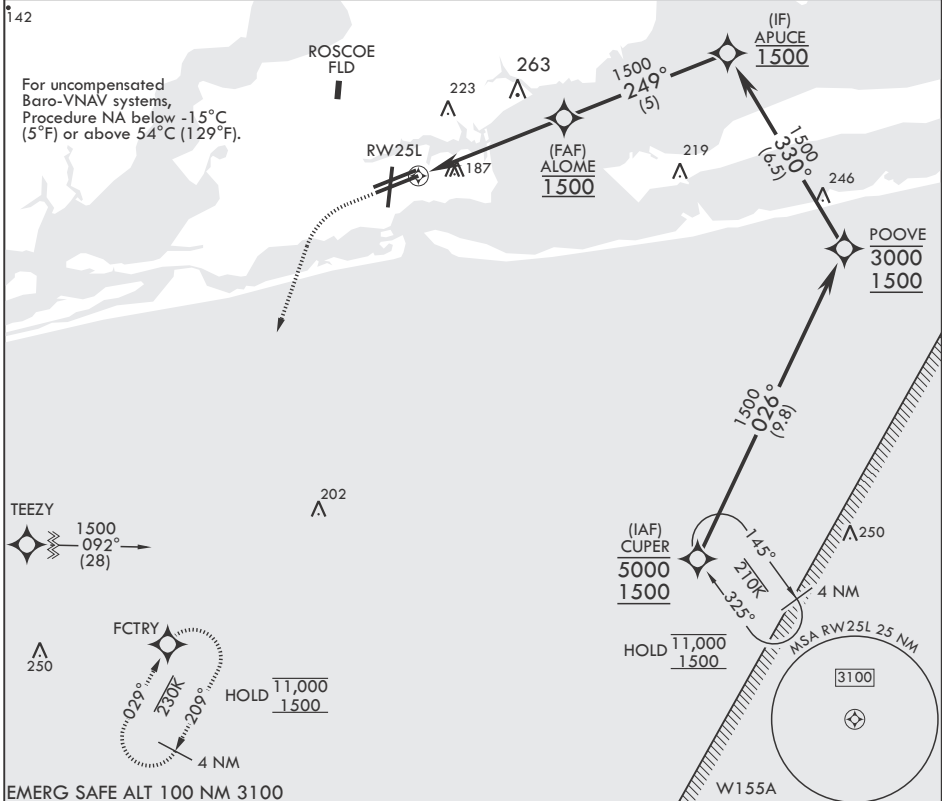 142
For uncompensated
Baro-VNAV systems,
Procedure NA below -15°C
(5°F) or above 54°C (129°F).
ROSCOE
FLD
223
263
(IF)
APUCE
1500
1500
249°
(5)
RW25L
187
(FAF)
ALOME
1500
219
1500
330°
(6.5)
246
POOVE
3000
1500
1500
026°
(9.8)
TEEZY
1500
092°
(28)
202
(IAF)
CUPER
5000
1500
145°
210K
325°
4 NM
250
HOLD 11,000
1500
FCTRY
250
029°
230K
209°
4 NM
HOLD 11,000
1500
MSA RW25L 25 NM
3100
W155A
EMERG SAFE ALT 100 NM 3100